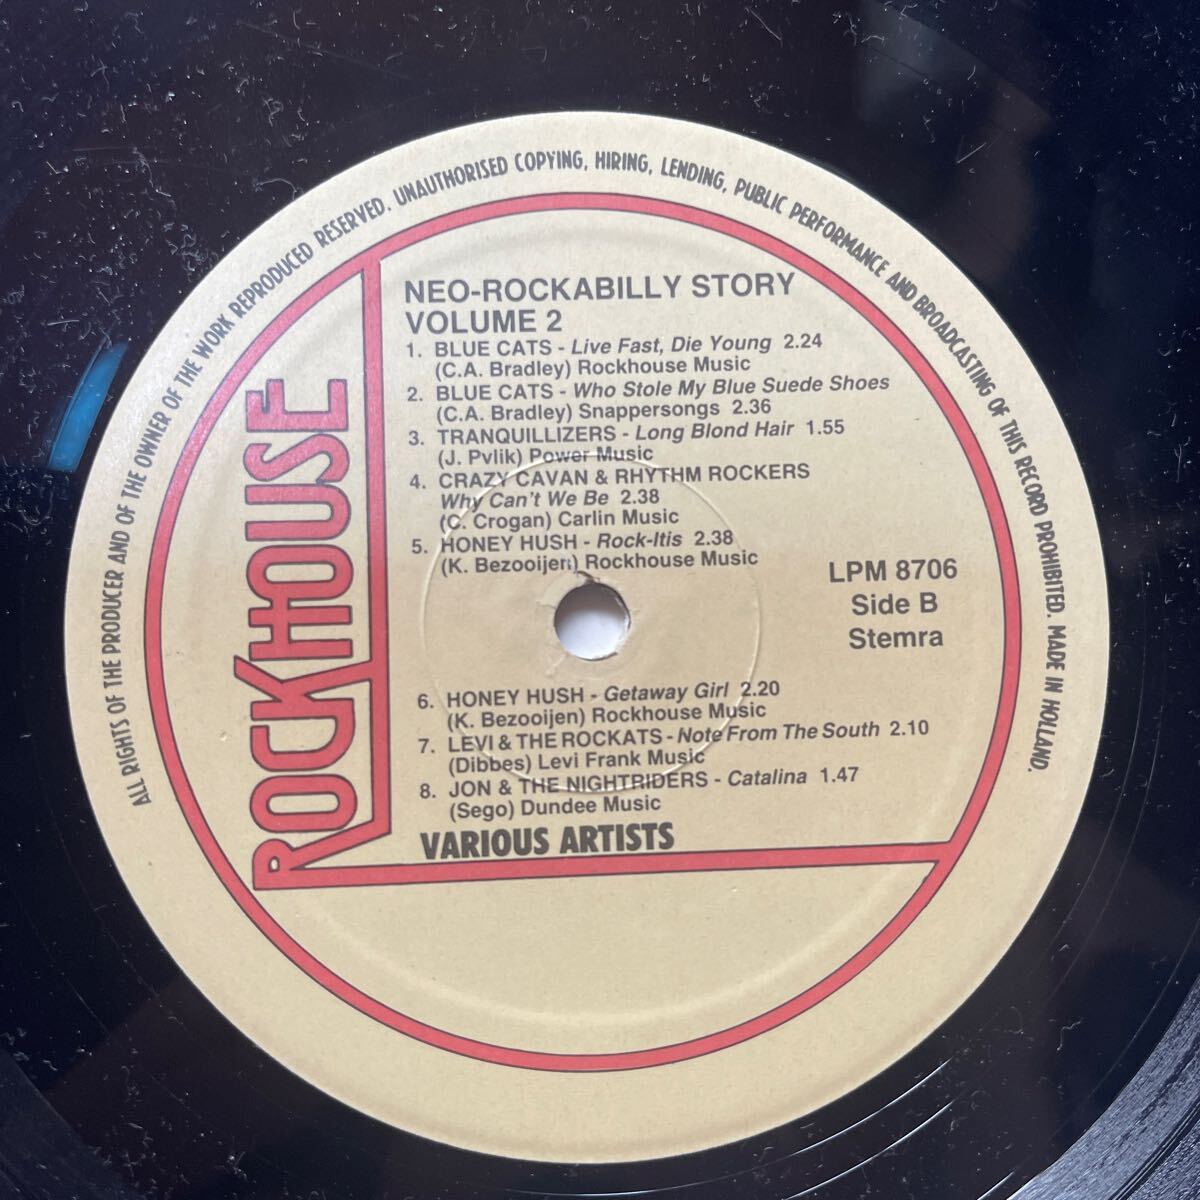 ALL RIGHTS OF THE PRODUCER AND OF THE OWNER OF THE WORK REPRODUCED RESERVED. UNAUTHORISED COPYING, HIRING, LENDING, PUBLIC PERFORMANCE AND BROADCASTING OF THIS RECORD PROHIBITED. MADE IN HOLLAND.
ROCKHOUSE
NEO-ROCKABILLY STORY
VOLUME 2
1. BLUE CATS - Live Fast, Die Young 2.24
(C.A. Bradley) Rockhouse Music
2. BLUE CATS - Who Stole My Blue Suede Shoes
(C.A. Bradley) Snappersongs 2.36
3. TRANQUILLIZERS - Long Blond Hair 1.55
(J. Pvlik) Power Music
4. CRAZY CAVAN & RHYTHM ROCKERS
Why Can't We Be 2.38
(C. Crogan) Carlin Music
5. HONEY HUSH - Rock-Itis 2.38
(K. Bezooijen) Rockhouse Music
LPM 8706
Side B
Stemra
6. HONEY HUSH - Getaway Girl 2.20
(K. Bezooijen) Rockhouse Music
7. LEVI & THE ROCKATS - Note From The South 2.10
(Dibbes) Levi Frank Music
8. JON & THE NIGHTRIDERS - Catalina 1.47
(Sego) Dundee Music
VARIOUS ARTISTS